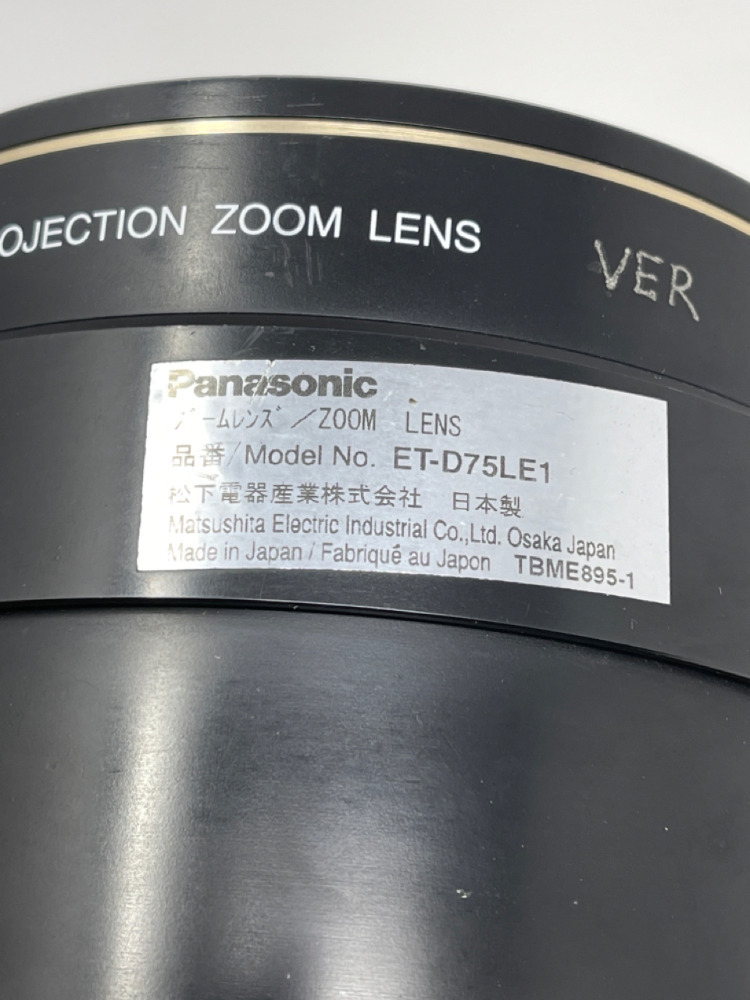 OJECTION ZOOM LENS
VER
Panasonic
ズームレンズ/ZOOM LENS
品番/Model No. ET-D75LE1
松下電器産業株式会社 日本製
Matsushita Electric Industrial Co.,Ltd. Osaka Japan
Made in Japan / Fabriqué au Japon TBME895-1